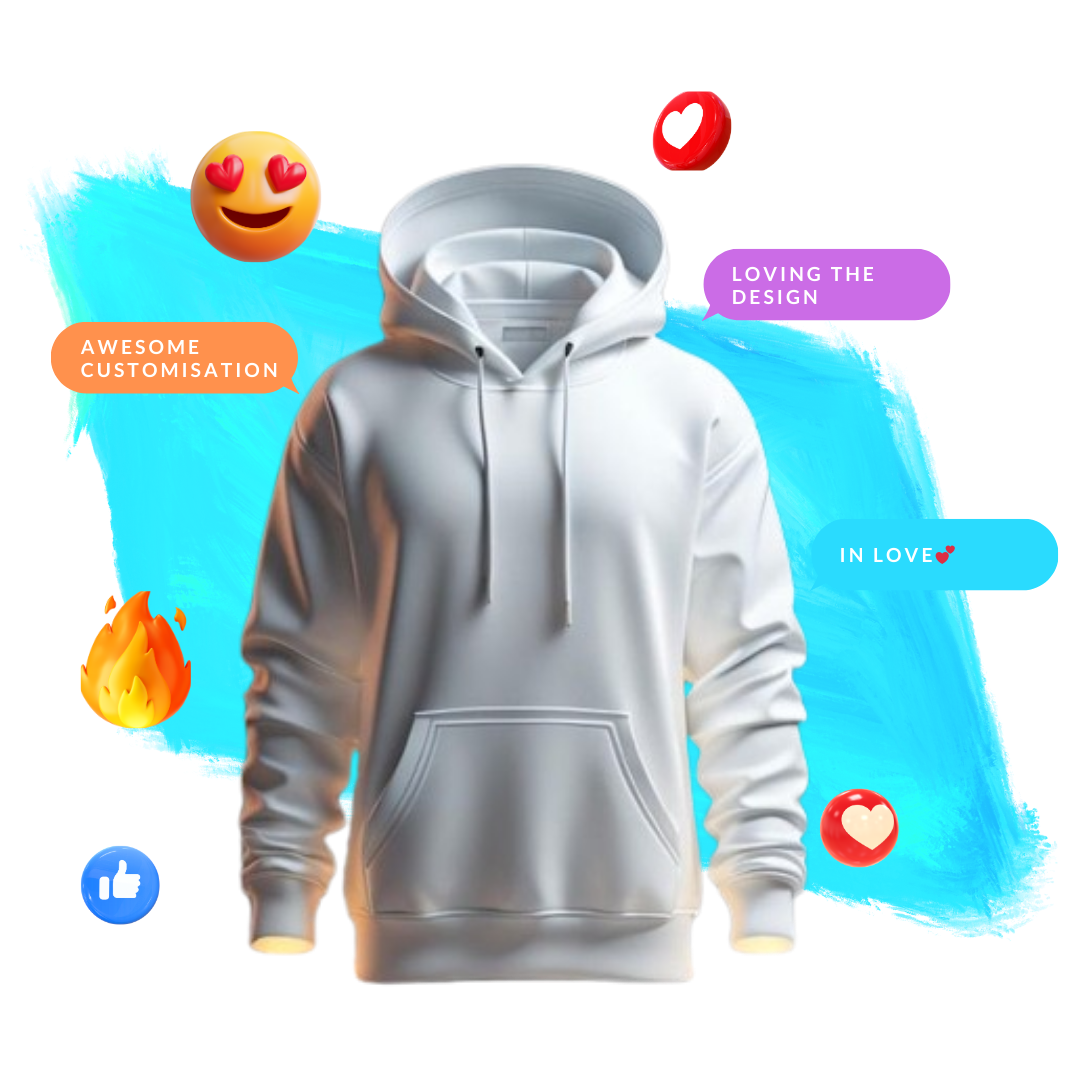 LOVING THE
DESIGN
AWESOME
CUSTOMISATION
IN LOVE💕